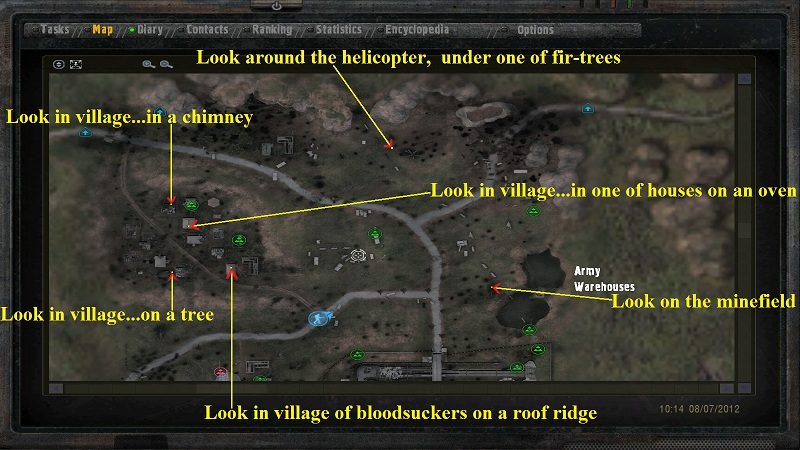 Tasks Map Diary Contacts Ranking Statistics Encyclopedia Options
Look around the helicopter, under one of fir-trees
Look in village...in a chimney
Look in village...in one of houses on an oven
Army
Warehouses
Look on the minefield
Look in village...on a tree
Look in village of bloodsuckers on a roof ridge
10:14 08/07/2012